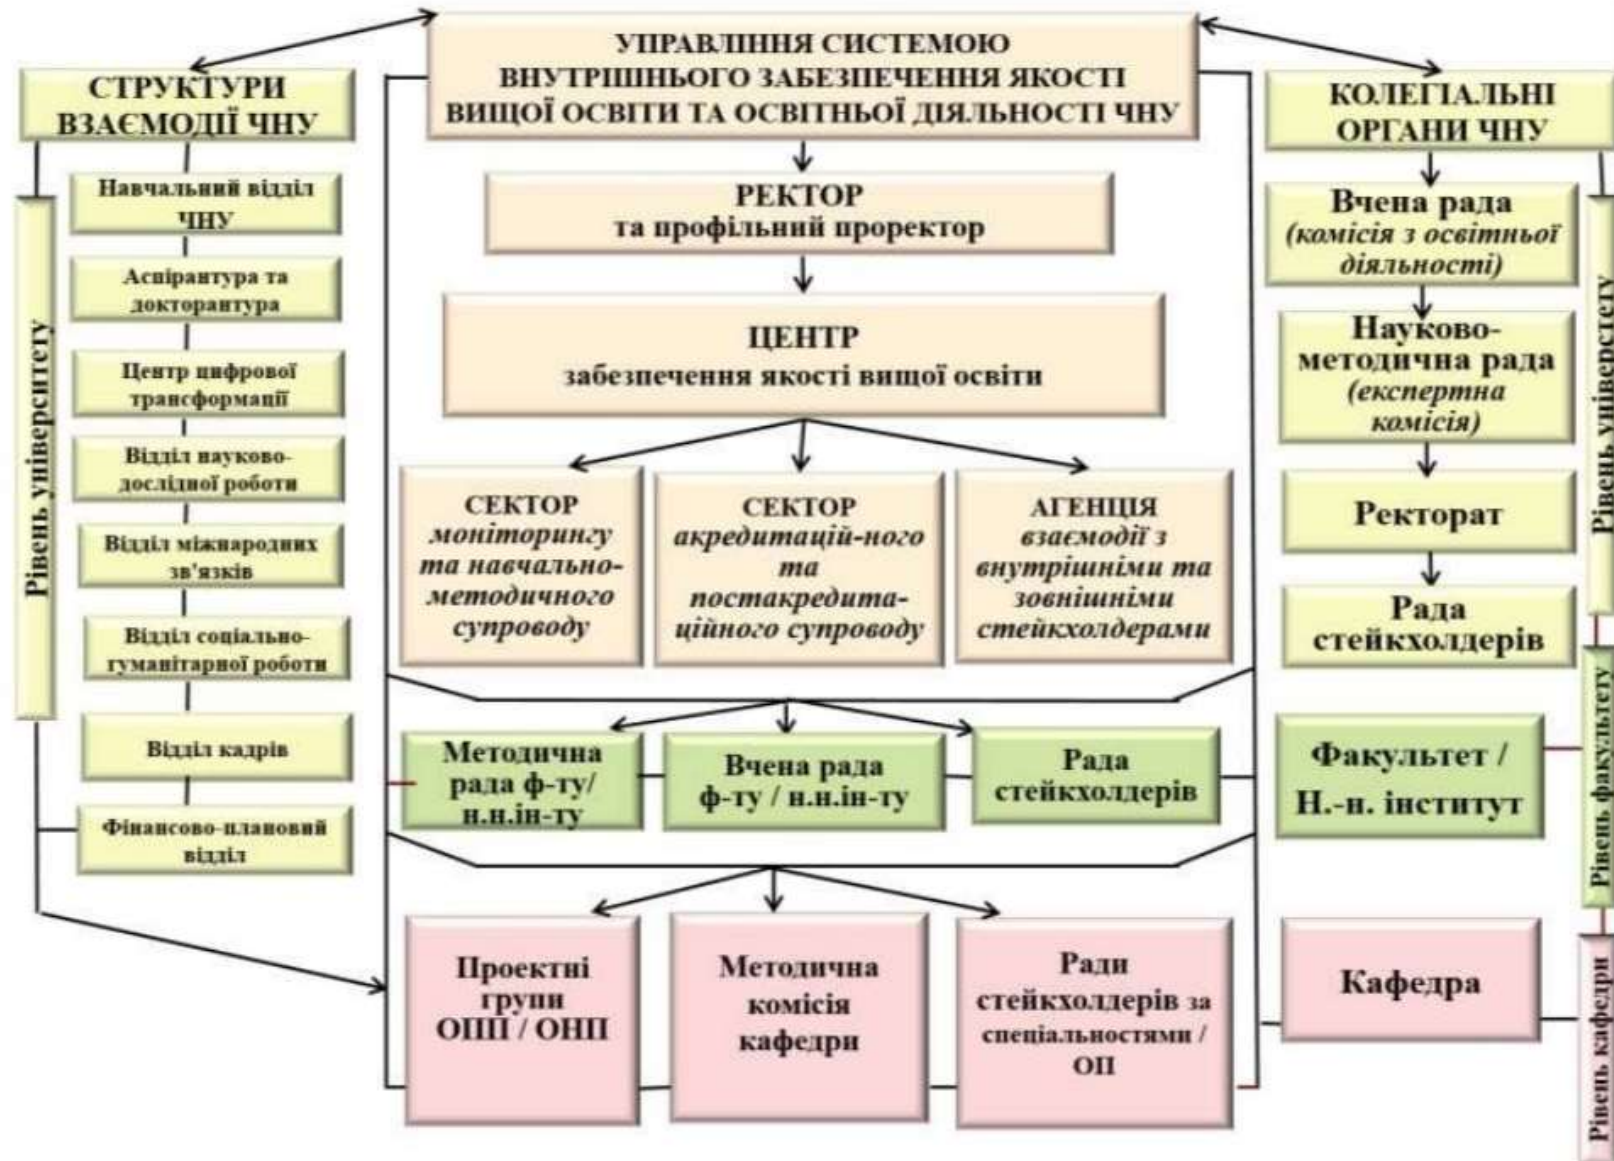 УПРАВЛІННЯ СИСТЕМОЮ
ВНУТРІШНЬОГО ЗАБЕЗПЕЧЕННЯ ЯКОСТІ
ВИЩОЇ ОСВІТИ ТА ОСВІТНЬОЇ ДІЯЛЬНОСТІ ЧНУ
СТРУКТУРИ
ВЗАЄМОДІЇ ЧНУ
Рівень університету
Навчальний відділ
ЧНУ
Аспірантура та
докторантура
Центр цифрової
трансформації
Відділ науково-
дослідної роботи
Відділ міжнародних
зв'язків
Відділ соціально-
гуманітарної роботи
Відділ кадрів
Фінансово-плановий
відділ
РЕКТОР
та профільний проректор
ЦЕНТР
забезпечення якості вищої освіти
СЕКТОР
моніторингу
та навчально-
методичного
супроводу
СЕКТОР
акредитацій-ного
та
постакредита-
ційного супроводу
АГЕНЦІЯ
взаємодії з
внутрішніми та
зовнішніми
стейкхолдерами
Методична
рада ф-ту/
н.н.ін-ту
Вчена рада
ф-ту / н.н.ін-ту
Рада
стейкхолдерів
Проектні
групи
ОПП / ОНП
Методична
комісія
кафедри
Ради
стейкхолдерів за
спеціальностями /
ОП
КОЛЕГІАЛЬНІ
ОРГАНИ ЧНУ
Вчена рада
(комісія з освітньої
діяльності)
Науково-
методична рада
(експертна
комісія)
Ректорат
Рада
стейкхолдерів
Факультет /
Н.-н. інститут
Кафедра
Рівень універстету
Рівень факультету
Рівень кафедри